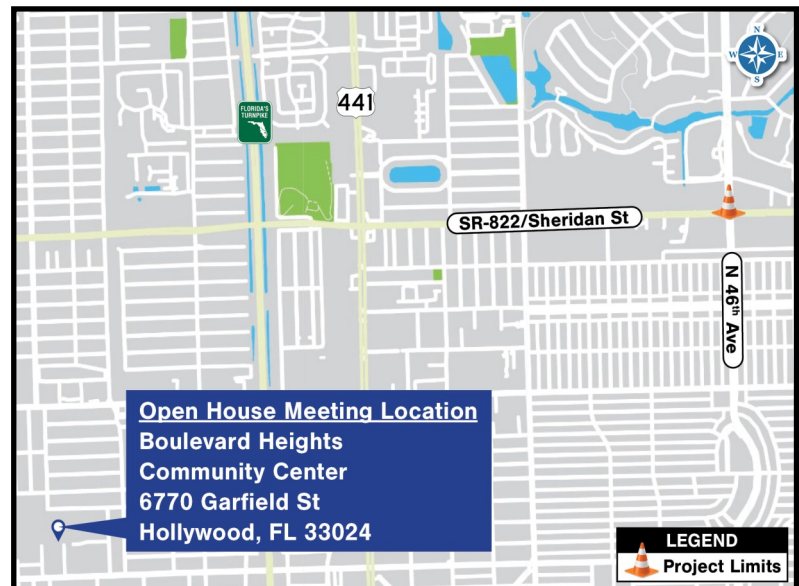 N
W E
S
FLORIDA'S
TURNPIKE
441
SR-822/Sheridan St
N 46th Ave
Open House Meeting Location
Boulevard Heights
Community Center
6770 Garfield St
Hollywood, FL 33024
LEGEND
Project Limits